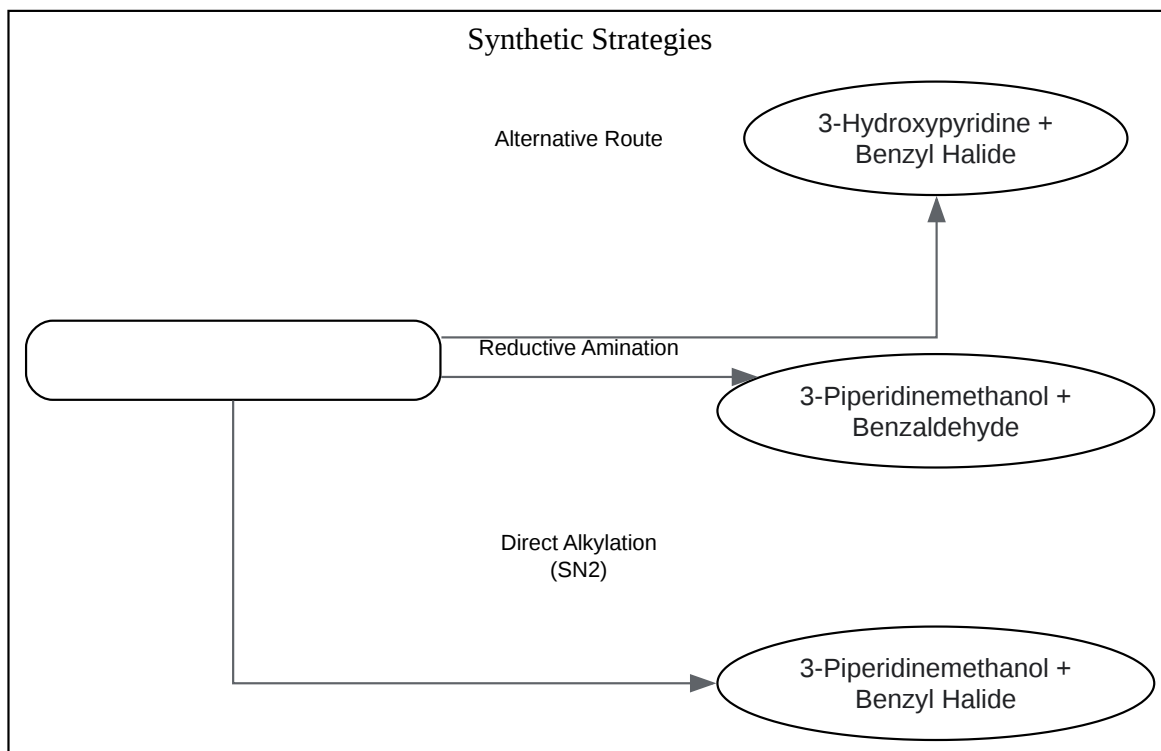 Synthetic Strategies
Alternative Route
3-Hydroxypyridine +
Benzyl Halide
Reductive Amination
3-Piperidinemethanol +
Benzaldehyde
Direct Alkylation
(SN2)
3-Piperidinemethanol +
Benzyl Halide